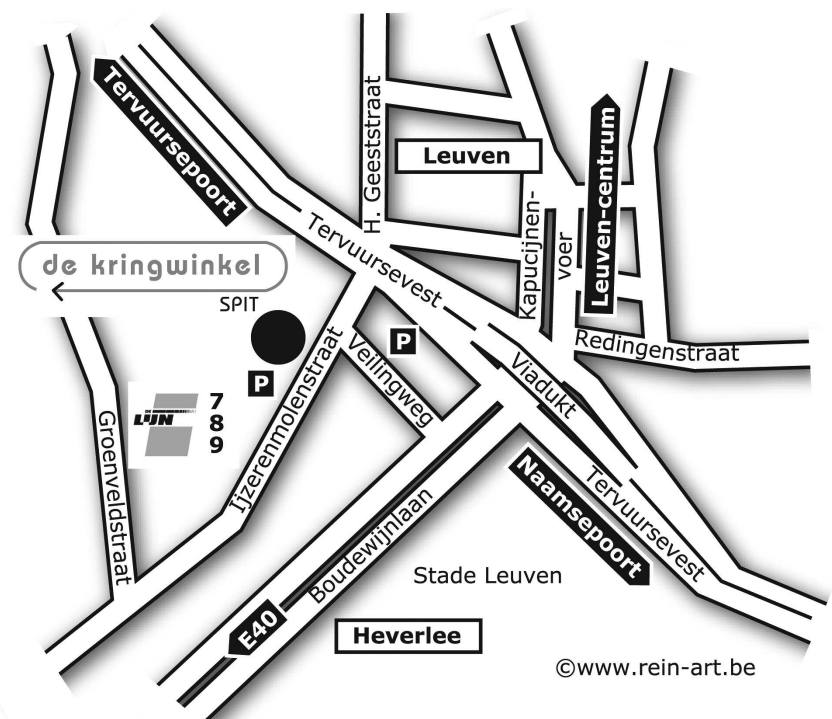 Tervuursepoort
H. Geeststraat
Leuven
Leuven-centrum
Kapucijnen-
voer
Tervuursevest
de kringwinkel
SPIT
P
P
Veilingweg
Redingenstraat
Viadukt
DE
LIJN
7
8
9
Groenveldstraat
Ijzerenmolenstraat
Naamsepoort
Tervuursevest
Boudewijnlaan
Stade Leuven
E40
Heverlee
©www.rein-art.be